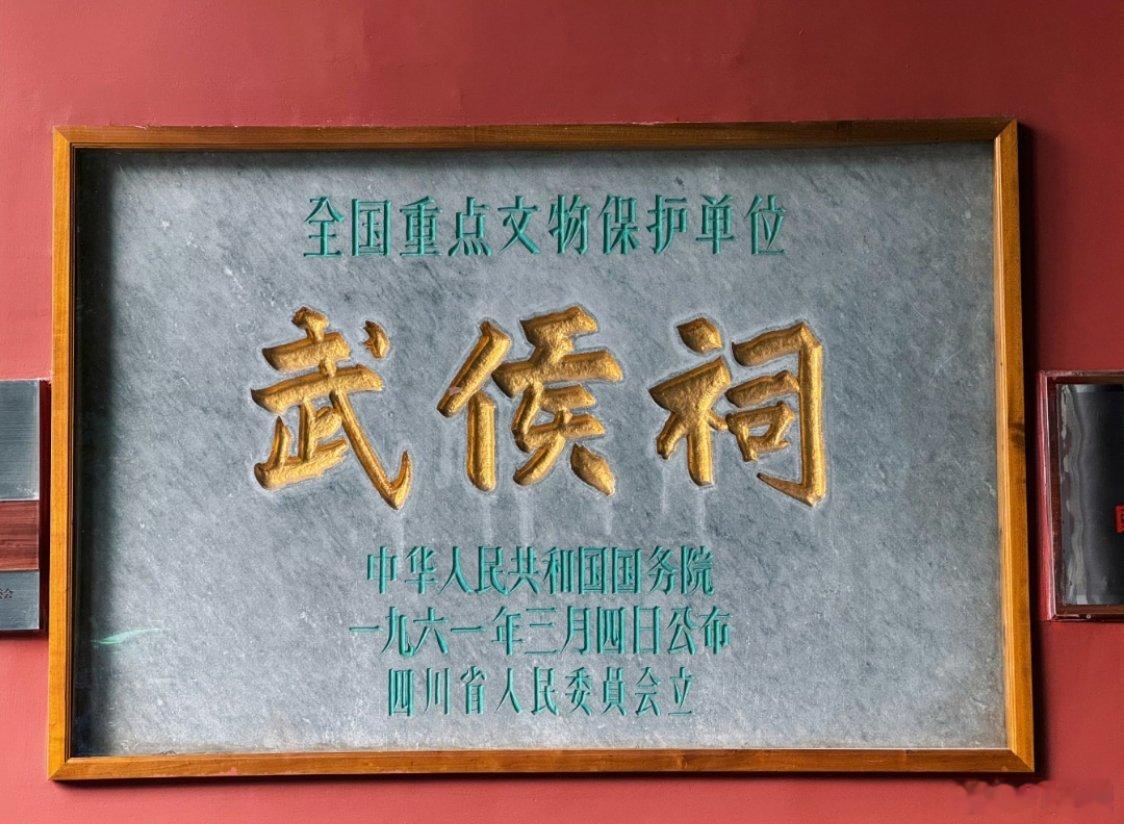 全国重点文物保护单位
武侯祠
中华人民共和国国务院
一九六一年三月四日公布
四川省人民委員会立